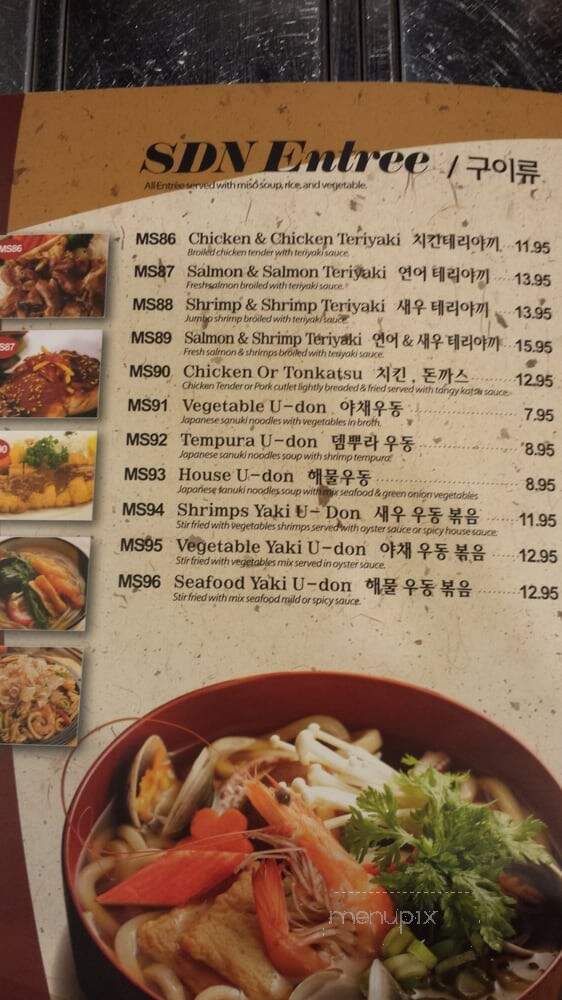 SDN Entree / 구이류
All Entrée served with miso soup, rice, and vegetable.
MS86 Chicken & Chicken Teriyaki 치킨테리야끼 11.95
Broiled chicken tender with teriyaki sauce.
MS87 Salmon & Salmon Teriyaki 연어 테리야끼 13.95
Fresh salmon broiled with teriyaki sauce.
MS88 Shrimp & Shrimp Teriyaki 새우 테리야끼 13.95
Jumbo shrimp broiled with teriyaki sauce.
MS89 Salmon & Shrimp Teriyaki 연어 & 새우 테리야끼 15.95
Fresh salmon & shrimps broiled with teriyaki sauce.
MS90 Chicken Or Tonkatsu 치킨 , 돈까스 12.95
Chicken Tender or Pork cutlet lightly breaded & fried served with tangy katsu sauce.
MS91 Vegetable U-don 야채우동 7.95
Japanese sanuki noodles with vegetables in broth.
MS92 Tempura U-don 뎀뿌라 우동 8.95
Japanese sanuki noodles soup with shrimp tempura.
MS93 House U-don 해물우동 8.95
Japanese sanuki noodles soup with mix seafood & green onion vegetables
MS94 Shrimps Yaki U- Don 새우 우동 볶음 11.95
Stir fried with vegetables shrimps served with oyster sauce or spicy house sauce.
MS95 Vegetable Yaki U-don 야채 우동 볶음 12.95
Stir fried with vegetables mix served in oyster sauce.
MS96 Seafood Yaki U-don 해물 우동 볶음 12.95
Stir fried with mix seafood mild or spicy sauce.
MS86
S87
90
menupix